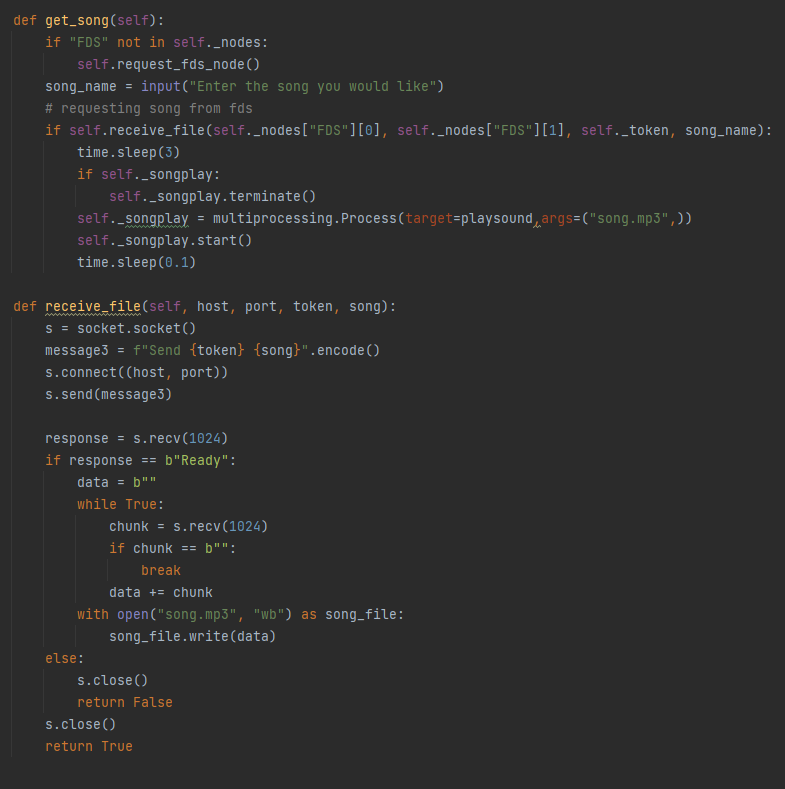 def get_song(self):
    if "FDS" not in self._nodes:
        self.request_fds_node()
    song_name = input("Enter the song you would like")
    # requesting song from fds
    if self.receive_file(self._nodes["FDS"][0], self._nodes["FDS"][1], self._token, song_name):
        time.sleep(3)
        if self._songplay:
            self._songplay.terminate()
        self._songplay = multiprocessing.Process(target=playsound,args=("song.mp3",))
        self._songplay.start()
        time.sleep(0.1)

def receive_file(self, host, port, token, song):
    s = socket.socket()
    message3 = f"Send {token} {song}".encode()
    s.connect((host, port))
    s.send(message3)

    response = s.recv(1024)
    if response == b"Ready":
        data = b""
        while True:
            chunk = s.recv(1024)
            if chunk == b"":
                break
            data += chunk
        with open("song.mp3", "wb") as song_file:
            song_file.write(data)
    else:
        s.close()
        return False
    s.close()
    return True